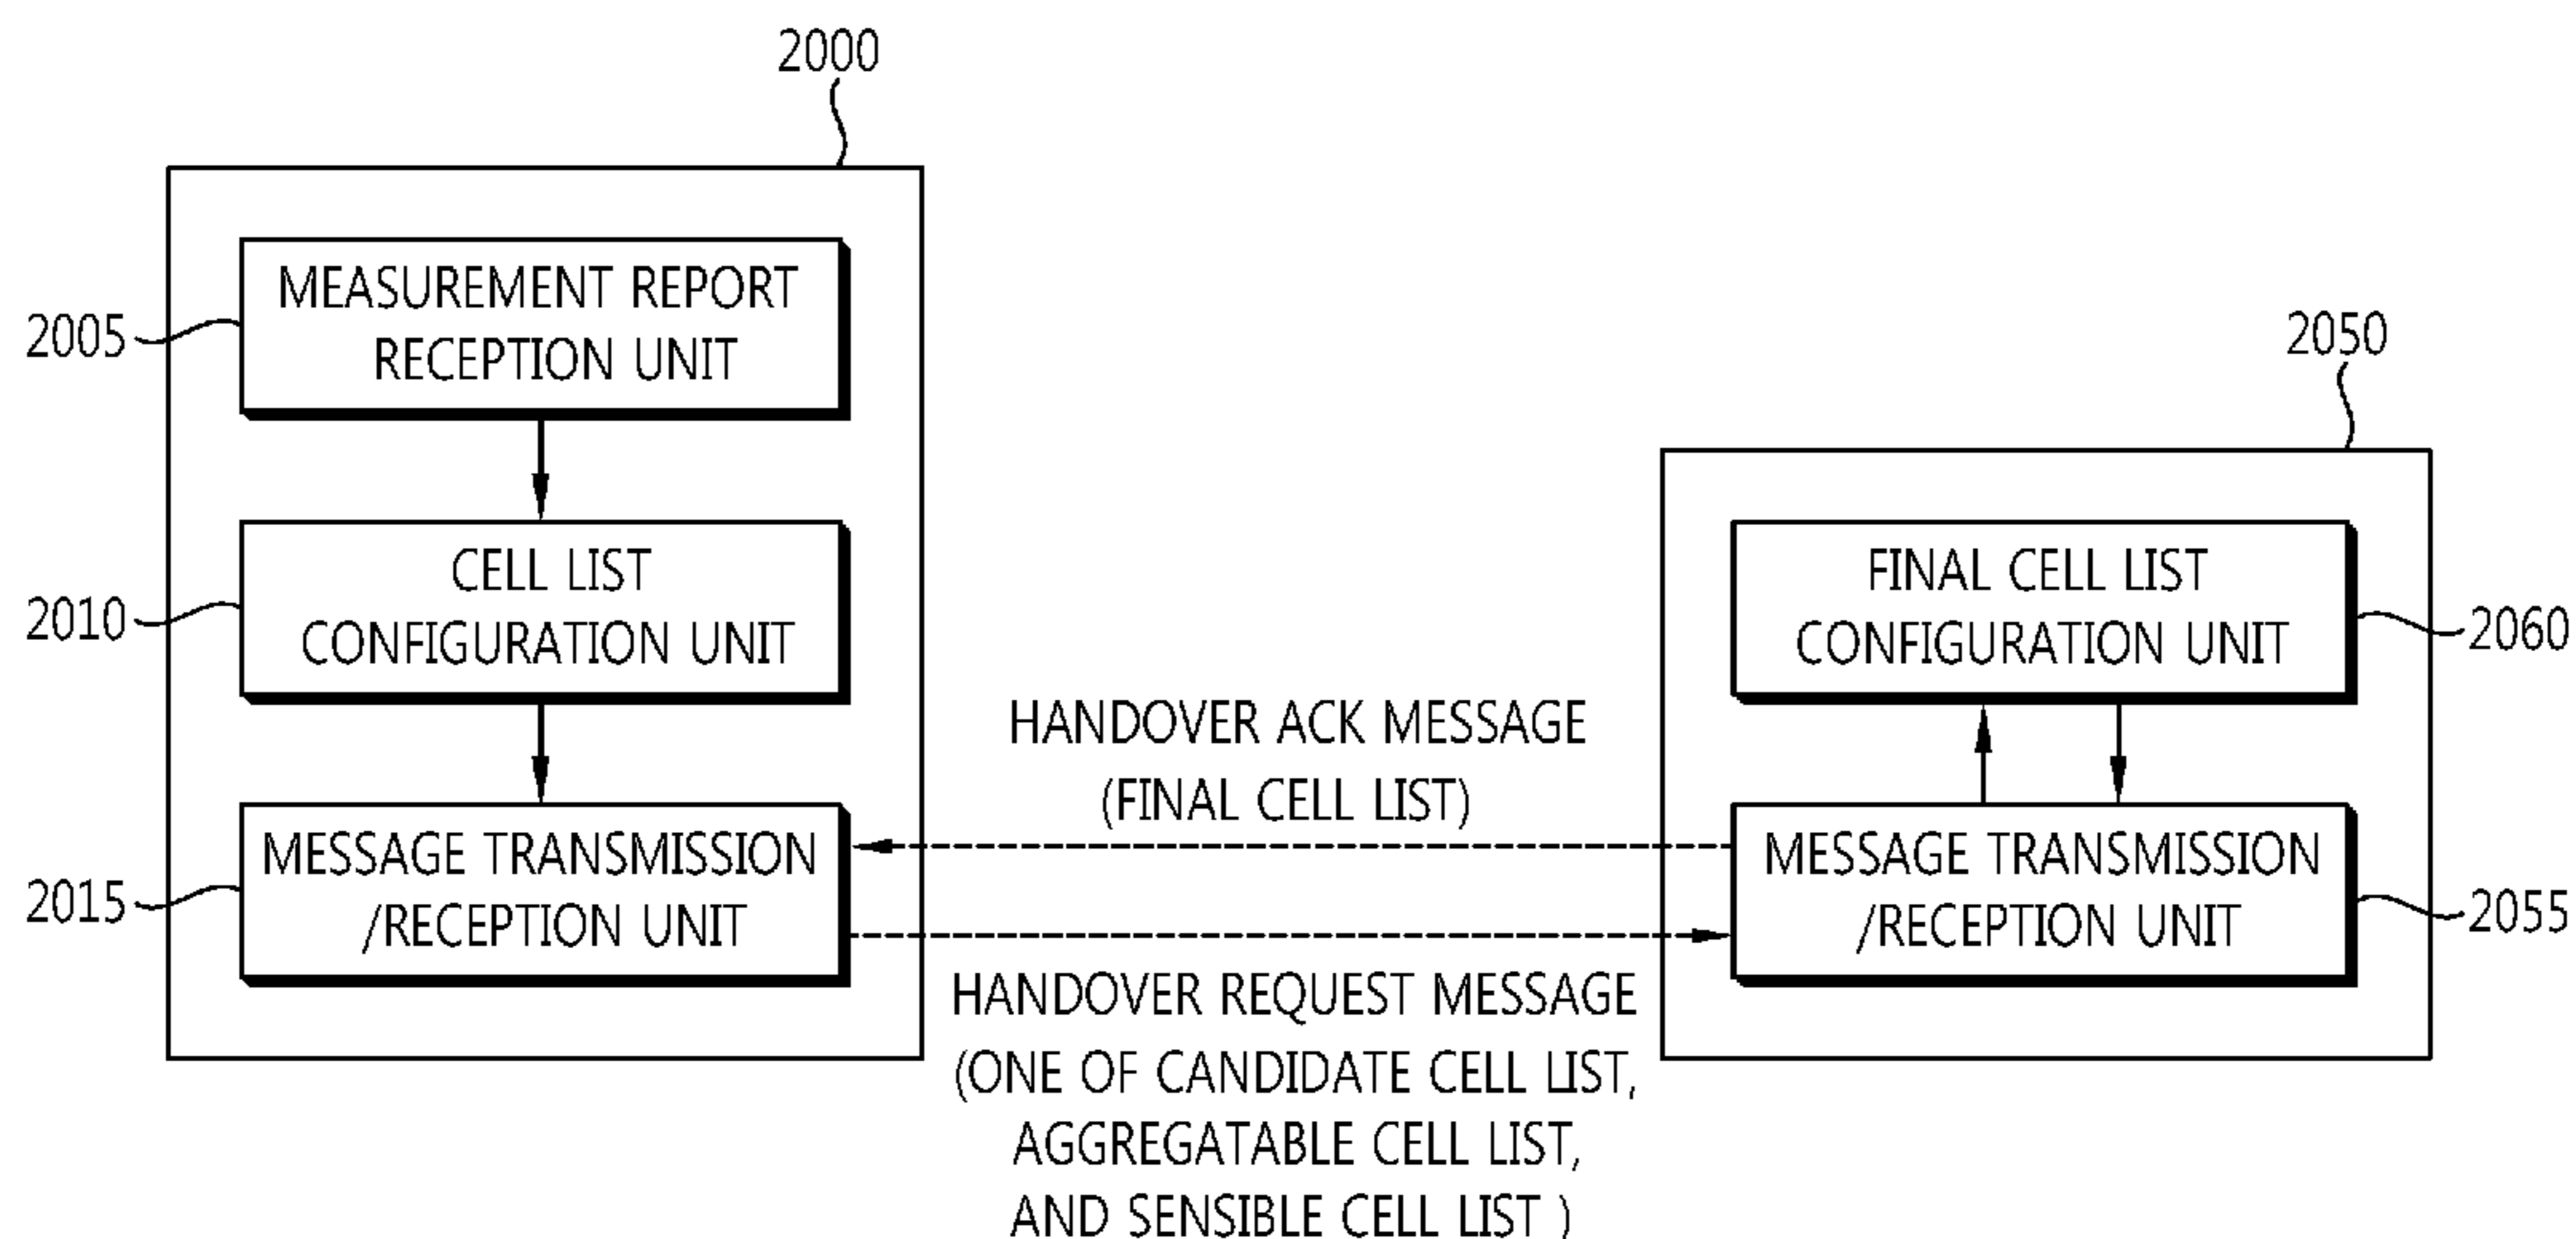 2000
MEASUREMENT REPORT
RECEPTION UNIT
2005
CELL LIST
CONFIGURATION UNIT
2010
MESSAGE TRANSMISSION
/RECEPTION UNIT
2015
HANDOVER ACK MESSAGE
(FINAL CELL LIST)
HANDOVER REQUEST MESSAGE
(ONE OF CANDIDATE CELL LIST,
AGGREGATABLE CELL LIST,
AND SENSIBLE CELL LIST )
2050
FINAL CELL LIST
CONFIGURATION UNIT
2060
MESSAGE TRANSMISSION
/RECEPTION UNIT
2055